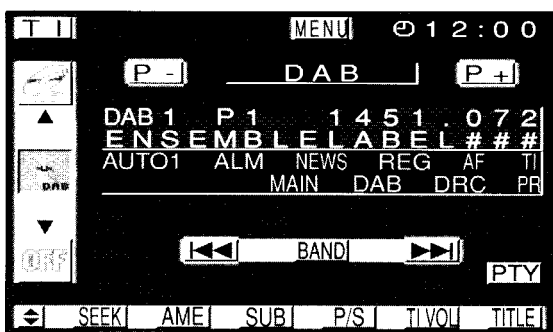 TI MENU 12:00
P - DAB P +
DAB 1 P 1 1451.072
ENSEMBLELABEL###
AUTO1 ALM NEWS REG AF TI
DAB MAIN DAB DRC PR
OFF BAND
PTY
SEEK AME SUB P/S TI VOL TITLE